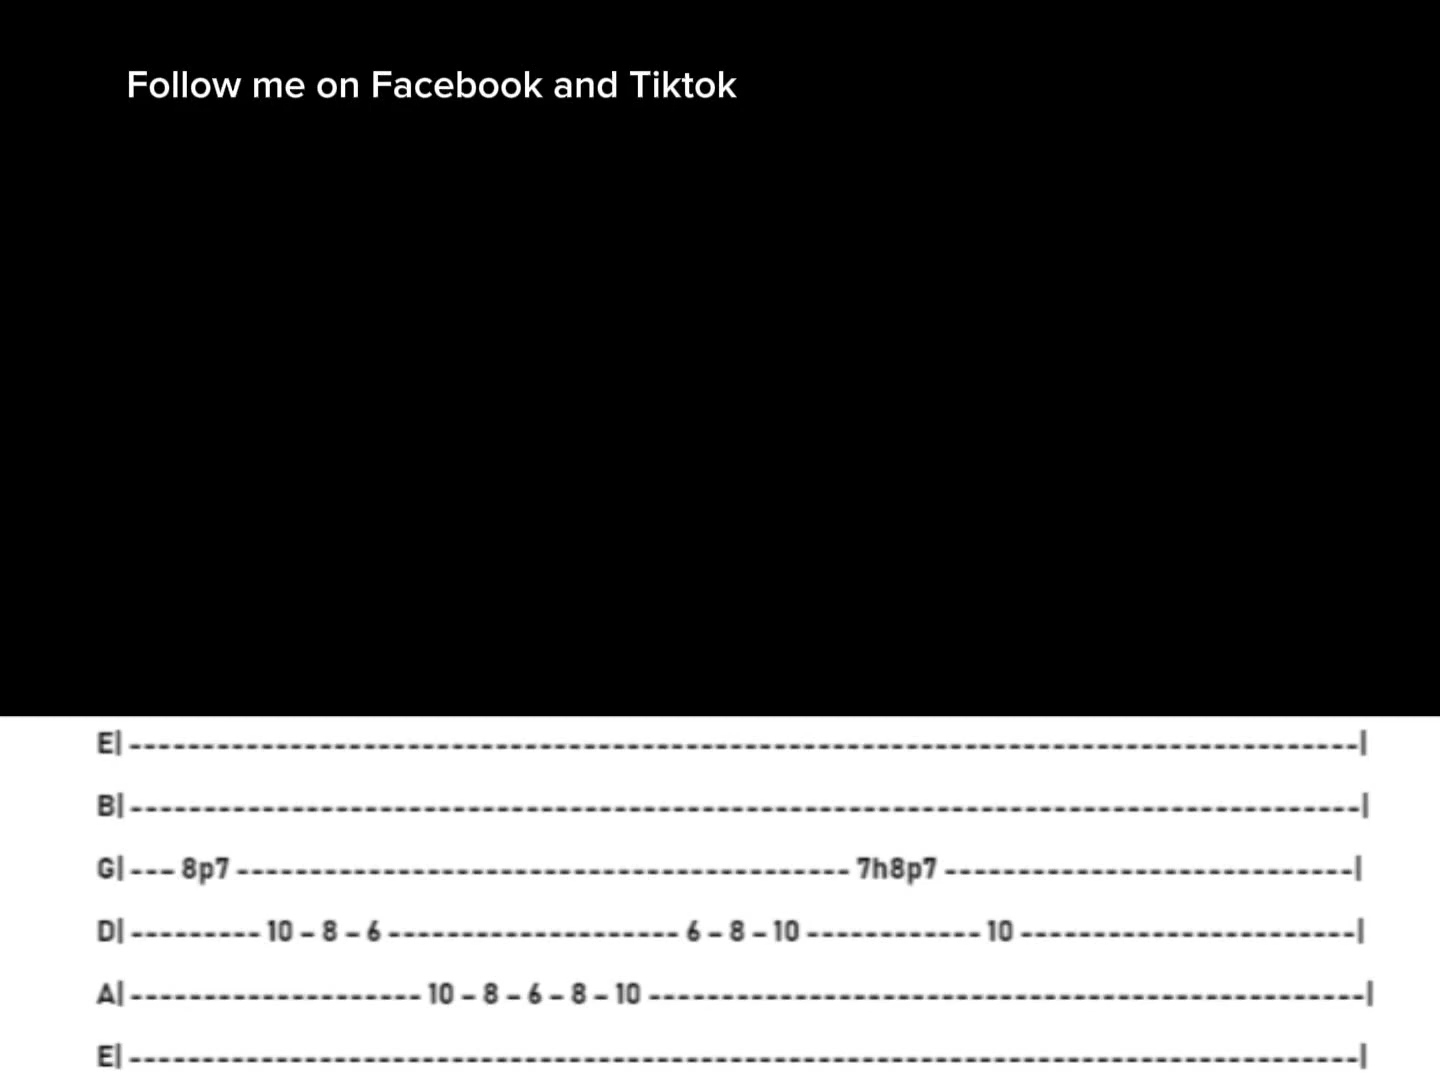 Follow me on Facebook and Tiktok
E|-------------------------------------------------------------------------------------|
B|-------------------------------------------------------------------------------------|
G|--- 8p7 ------------------------------------------- 7h8p7 -----------------------------|
D|--------- 10 – 8 – 6 -------------------- 6 – 8 – 10 ------------ 10 -----------------------|
A|-------------------- 10 – 8 – 6 – 8 – 10 --------------------------------------------------|
E|-------------------------------------------------------------------------------------|